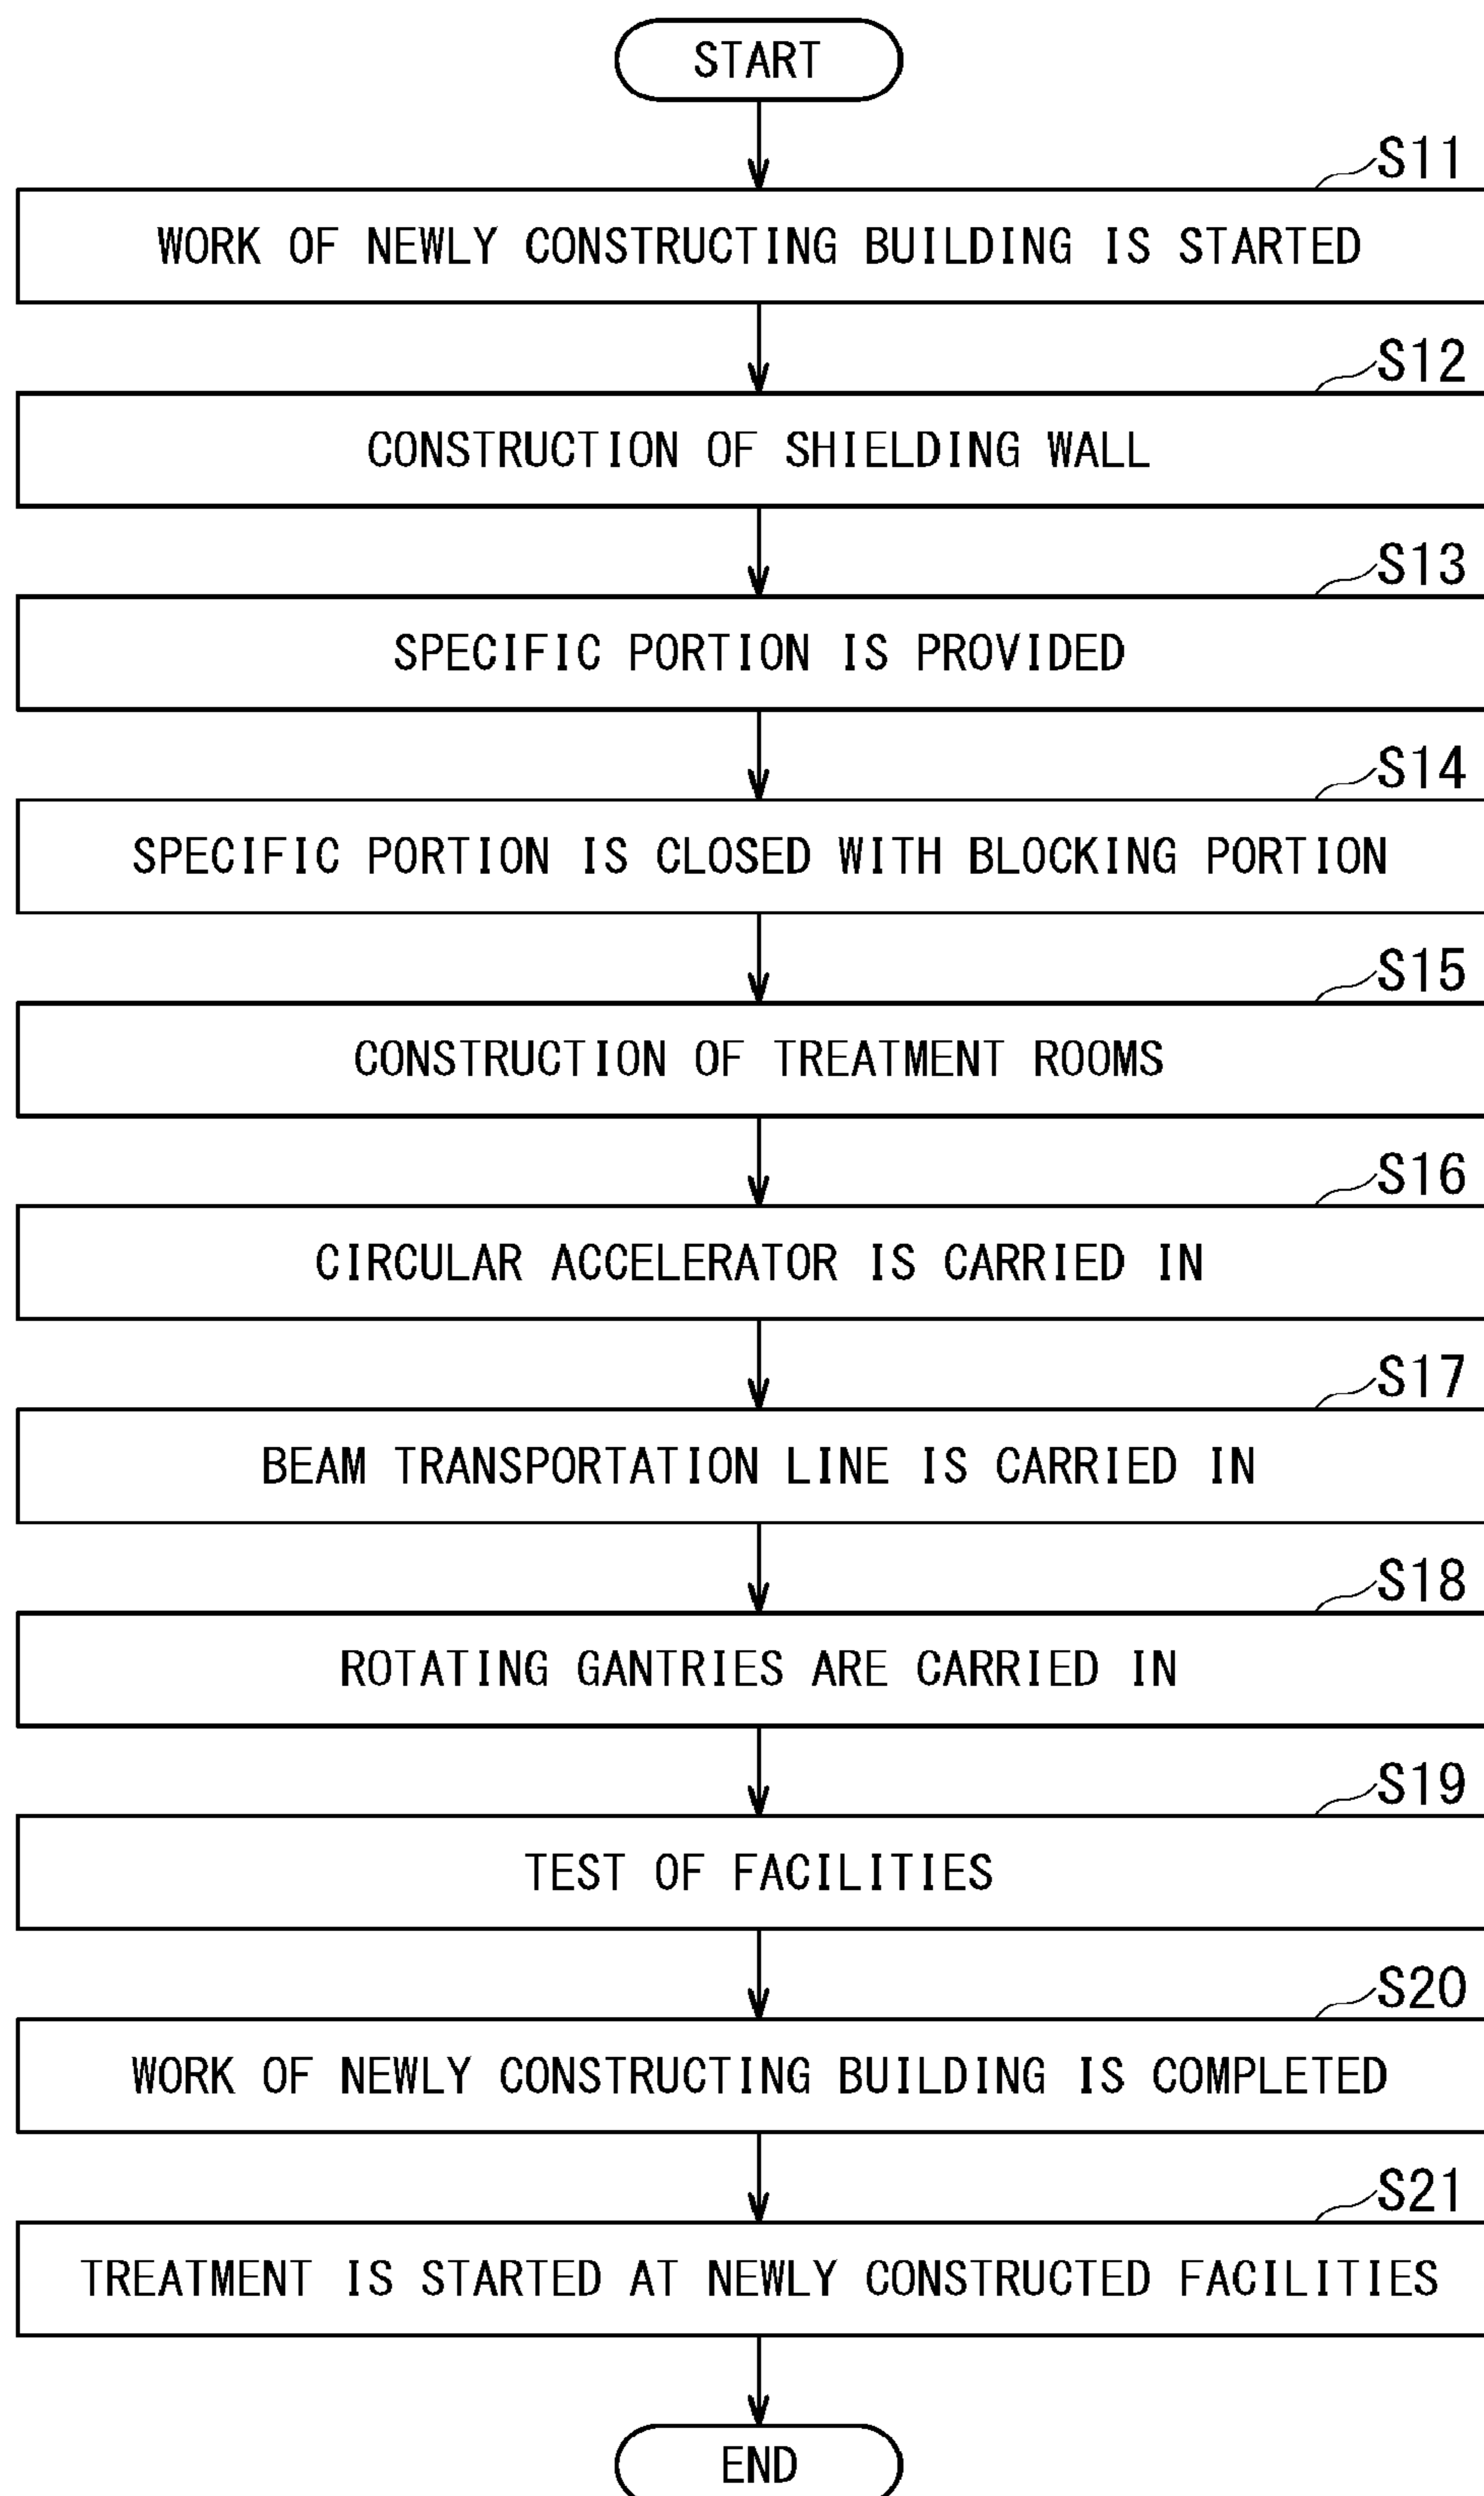 START
S11
WORK OF NEWLY CONSTRUCTING BUILDING IS STARTED
S12
CONSTRUCTION OF SHIELDING WALL
S13
SPECIFIC PORTION IS PROVIDED
S14
SPECIFIC PORTION IS CLOSED WITH BLOCKING PORTION
S15
CONSTRUCTION OF TREATMENT ROOMS
S16
CIRCULAR ACCELERATOR IS CARRIED IN
S17
BEAM TRANSPORTATION LINE IS CARRIED IN
S18
ROTATING GANTRIES ARE CARRIED IN
S19
TEST OF FACILITIES
S20
WORK OF NEWLY CONSTRUCTING BUILDING IS COMPLETED
S21
TREATMENT IS STARTED AT NEWLY CONSTRUCTED FACILITIES
END